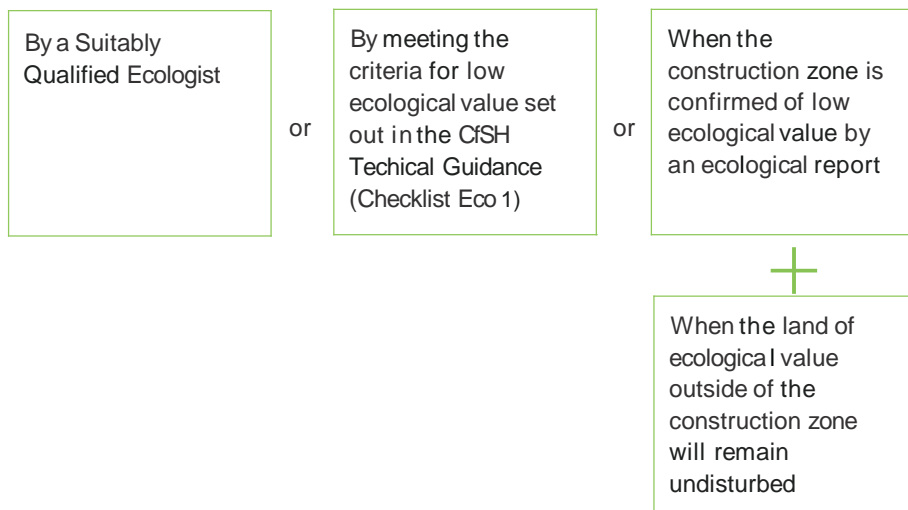 By a Suitably
Qualified Ecologist
or
By meeting the
criteria for low
ecological value set
out in the CfSH
Techical Guidance
(Checklist Eco 1)
or
When the
construction zone is
confirmed of low
ecological value by
an ecological report
+
When the land of
ecological value
outside of the
construction zone
will remain
undisturbed